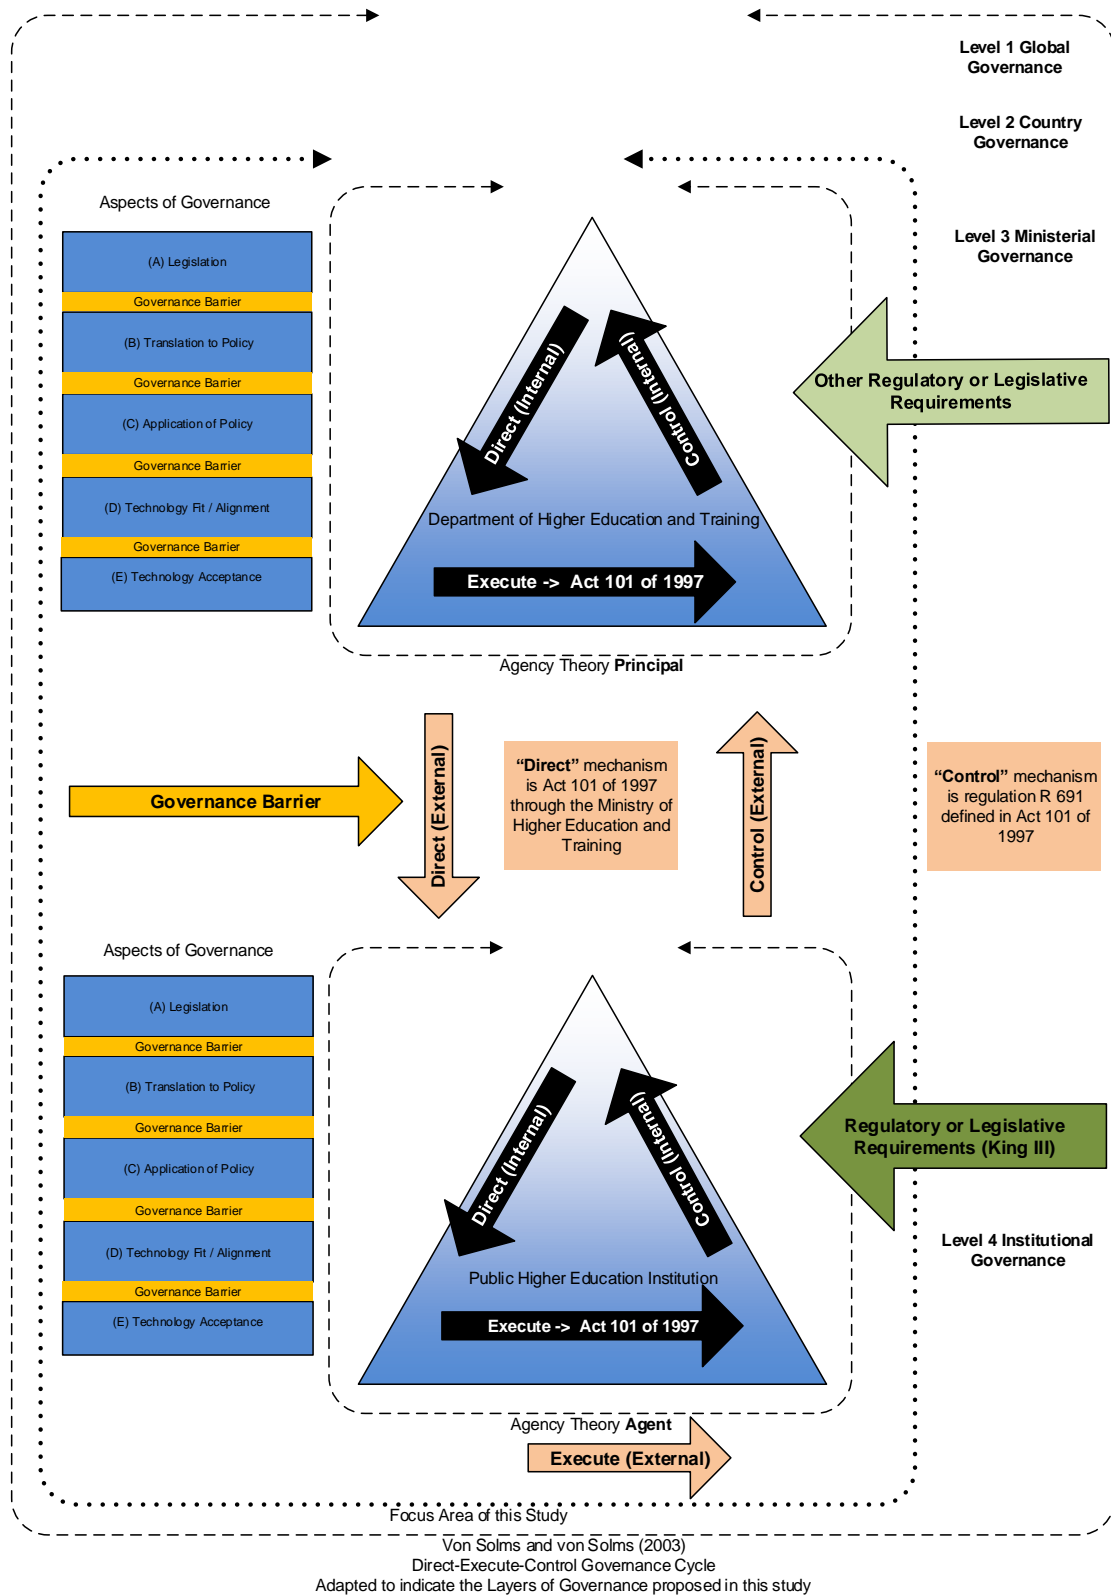 Level 1 Global
Governance
Level 2 Country
Governance
Level 3 Ministerial
Governance
Aspects of Governance
(A) Legislation
Governance Barrier
(B) Translation to Policy
Governance Barrier
(C) Application of Policy
Governance Barrier
(D) Technology Fit / Alignment
Governance Barrier
(E) Technology Acceptance
Direct (Internal)
Control (Internal)
Department of Higher Education and Training
Execute -> Act 101 of 1997
Agency Theory Principal
Other Regulatory or Legislative
Requirements
Governance Barrier
Direct (External)
“Direct” mechanism
is Act 101 of 1997
through the Ministry of
Higher Education and
Training
Control (External)
“Control” mechanism
is regulation R 691
defined in Act 101 of
1997
Aspects of Governance
(A) Legislation
Governance Barrier
(B) Translation to Policy
Governance Barrier
(C) Application of Policy
Governance Barrier
(D) Technology Fit / Alignment
Governance Barrier
(E) Technology Acceptance
Direct (Internal)
Control (Internal)
Public Higher Education Institution
Execute -> Act 101 of 1997
Agency Theory Agent
Regulatory or Legislative
Requirements (King III)
Level 4 Institutional
Governance
Execute (External)
Focus Area of this Study
Von Solms and von Solms (2003)
Direct-Execute-Control Governance Cycle
Adapted to indicate the Layers of Governance proposed in this study